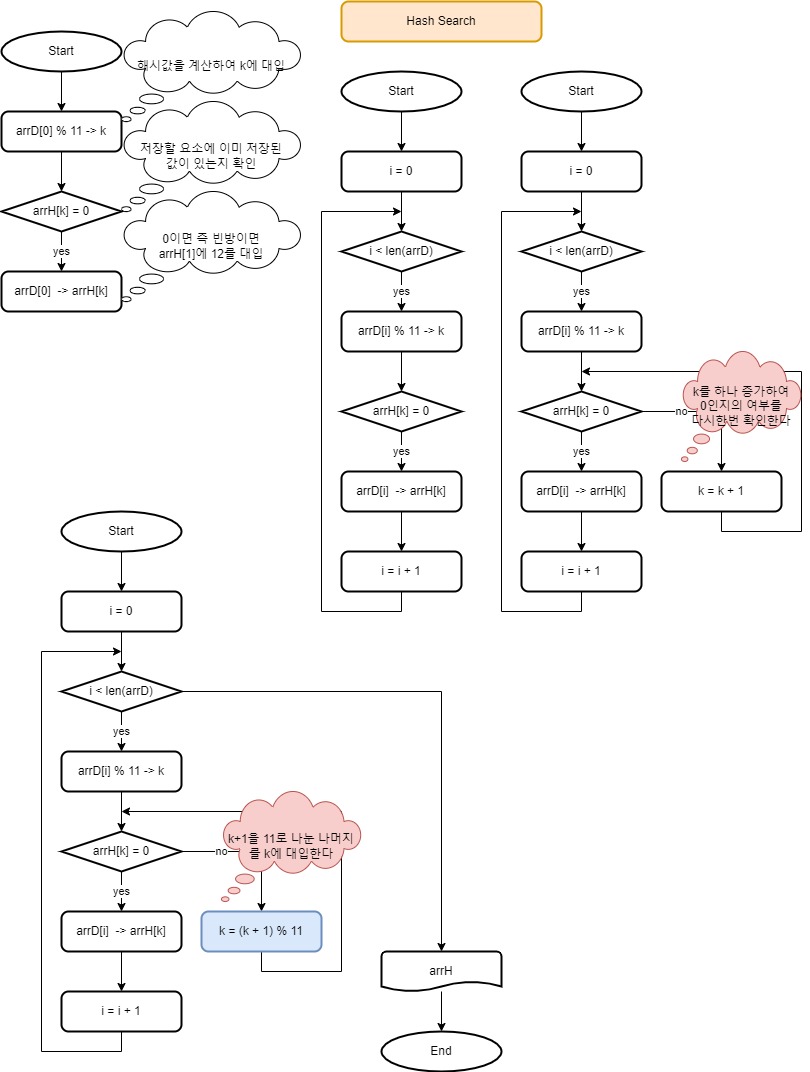 Hash Search
Start
해시값을 계산하여 k에 대입
arrD[0] % 11 -> k
저장할 요소에 이미 저장된
값이 있는지 확인
arrH[k] = 0
yes
0이면 즉 빈방이면
arrH[1]에 12를 대입
arrD[0] -> arrH[k]
Start
i = 0
i < len(arrD)
yes
arrD[i] % 11 -> k
arrH[k] = 0
yes
arrD[i] -> arrH[k]
i = i + 1
Start
i = 0
i < len(arrD)
yes
arrD[i] % 11 -> k
arrH[k] = 0
no
k를 하나 증가하여
0인지의 여부를
다시한번 확인한다
yes
arrD[i] -> arrH[k]
k = k + 1
i = i + 1
Start
i = 0
i < len(arrD)
yes
arrD[i] % 11 -> k
arrH[k] = 0
no
k+1을 11로 나눈 나머지
를 k에 대입한다
yes
arrD[i] -> arrH[k]
k = (k + 1) % 11
i = i + 1
arrH
End